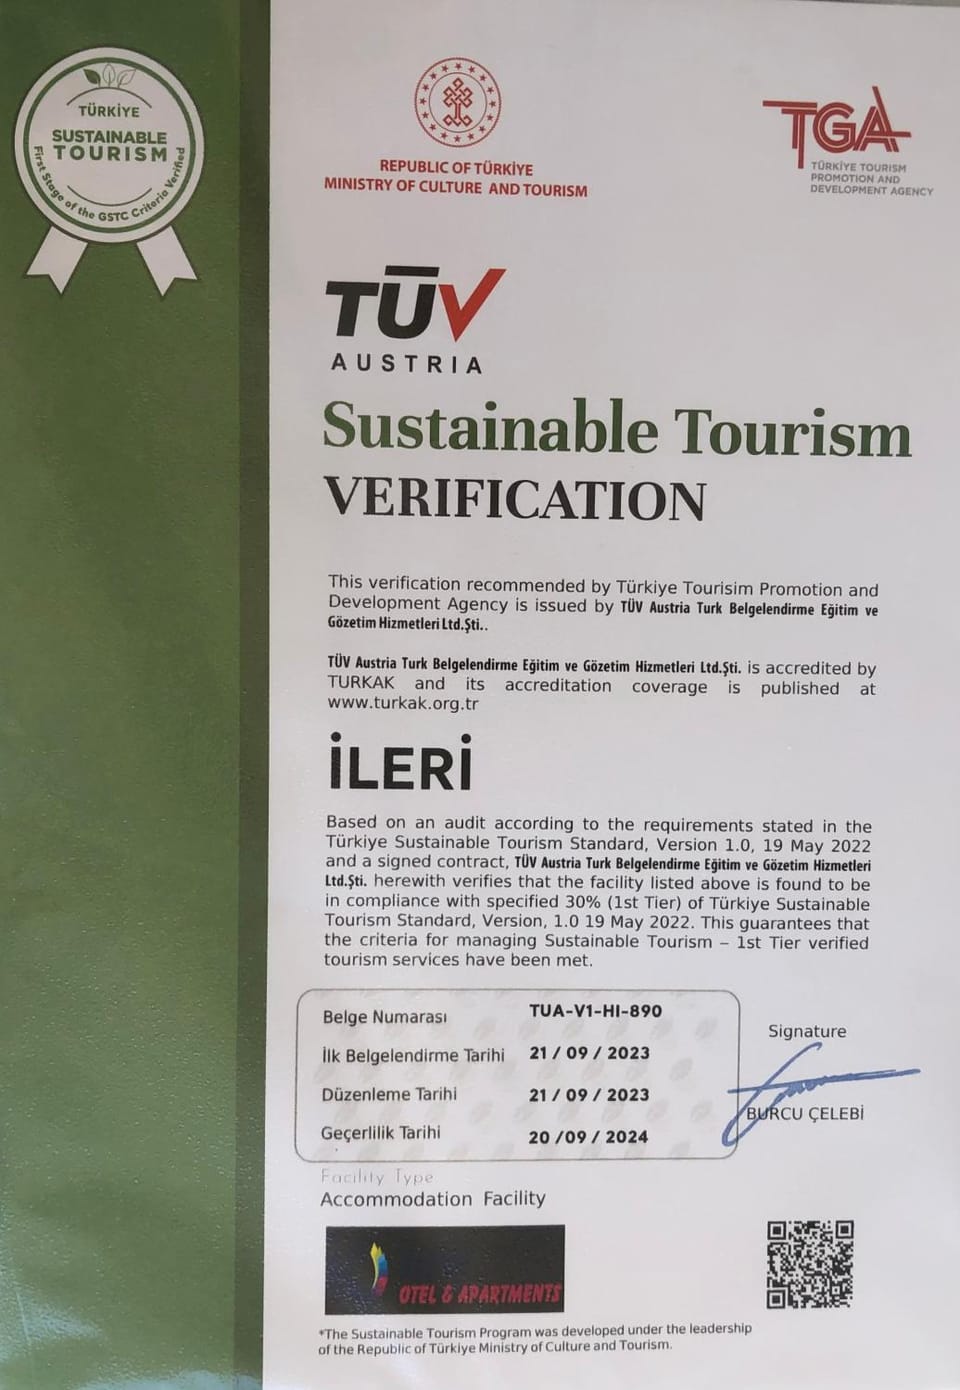 TÜRKİYE
SUSTAINABLE
TOURISM
First Stage of the GSTC Criteria Verified
REPUBLIC OF TÜRKİYE
MINISTRY OF CULTURE AND TOURISM
TGA
TÜRKİYE TOURISM
PROMOTION AND
DEVELOPMENT AGENCY
TÜV
AUSTRIA
Sustainable Tourism
VERIFICATION
This verification recommended by Türkiye Tourisim Promotion and
Development Agency is issued by TÜV Austria Turk Belgelendirme Eğitim ve
Gözetim Hizmetleri Ltd.Şti..
TÜV Austria Turk Belgelendirme Eğitim ve Gözetim Hizmetleri Ltd.Şti. is accredited by
TURKAK and its accreditation coverage is published at
www.turkak.org.tr
İLERİ
Based on an audit according to the requirements stated in the
Türkiye Sustainable Tourism Standard, Version 1.0, 19 May 2022
and a signed contract, TÜV Austria Turk Belgelendirme Eğitim ve Gözetim Hizmetleri
Ltd.Şti. herewith verifies that the facility listed above is found to be
in compliance with specified 30% (1st Tier) of Türkiye Sustainable
Tourism Standard, Version, 1.0 19 May 2022. This guarantees that
the criteria for managing Sustainable Tourism – 1st Tier verified
tourism services have been met.
Belge Numarası TUA-V1-HI-890
İlk Belgelendirme Tarihi 21 / 09 / 2023
Düzenleme Tarihi 21 / 09 / 2023
Geçerlilik Tarihi 20 /09 / 2024
Signature
BURCU ÇELEBİ
Facility Type
Accommodation Facility
OTEL & APARTMENTS
*The Sustainable Tourism Program was developed under the leadership
of the Republic of Türkiye Ministry of Culture and Tourism.